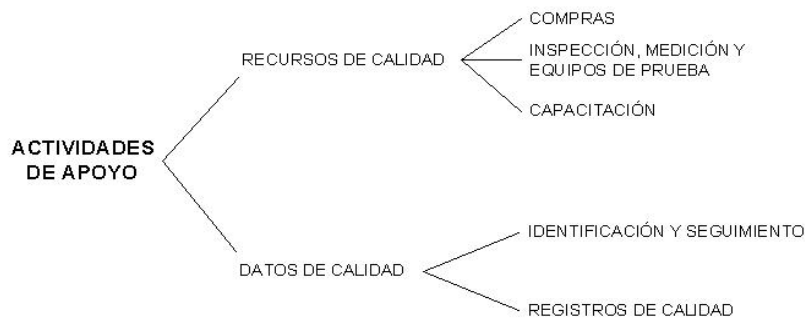 COMPRAS
RECURSOS DE CALIDAD
INSPECCIÓN, MEDICIÓN Y
EQUIPOS DE PRUEBA
CAPACITACIÓN
ACTIVIDADES
DE APOYO
IDENTIFICACIÓN Y SEGUIMIENTO
DATOS DE CALIDAD
REGISTROS DE CALIDAD